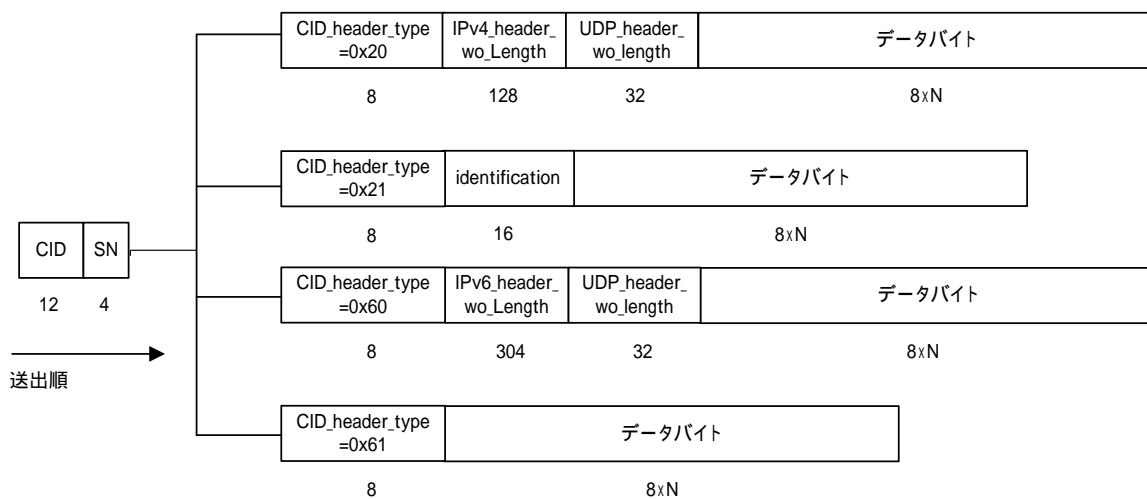 CID_header_type
=0x20
IPv4_header_
wo_Length
UDP_header_
wo_length
データバイト
8
128
32
8xN
CID_header_type
=0x21
identification
データバイト
8
16
8xN
CID
SN
12
4
送出順
CID_header_type
=0x60
IPv6_header_
wo_Length
UDP_header_
wo_length
データバイト
8
304
32
8xN
CID_header_type
=0x61
データバイト
8
8xN